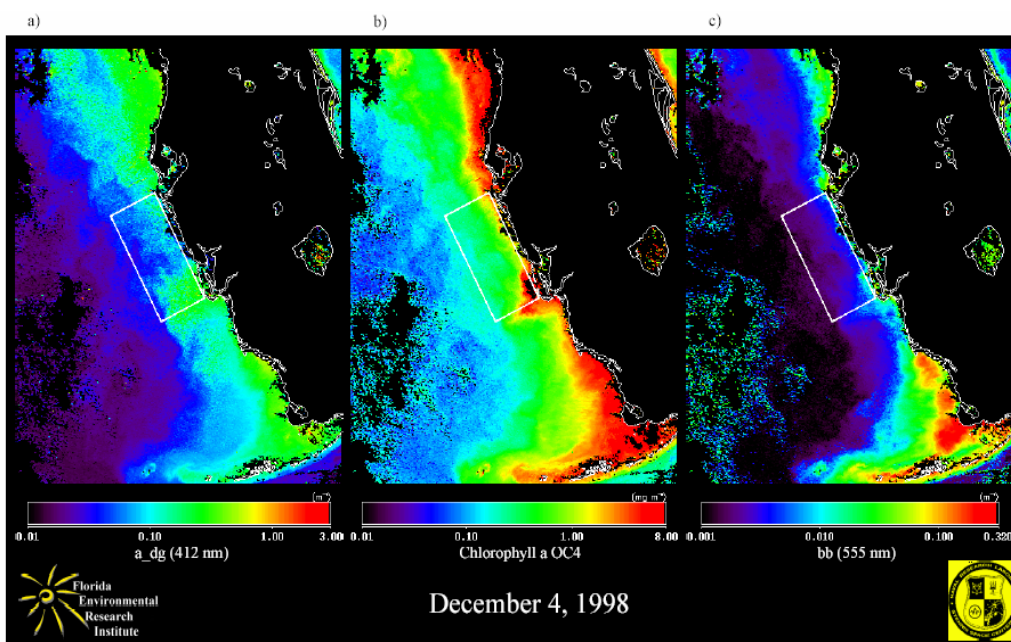 a)
b)
c)
(m⁻¹)
(mg m⁻³)
(m⁻¹)
0.01
0.10
1.00
3.00
0.01
0.10
1.00
8.00
0.001
0.010
0.100
0.320
a_dg (412 nm)
Chlorophyll a OC4
bb (555 nm)
Florida
Environmental
Research
Institute
December 4, 1998